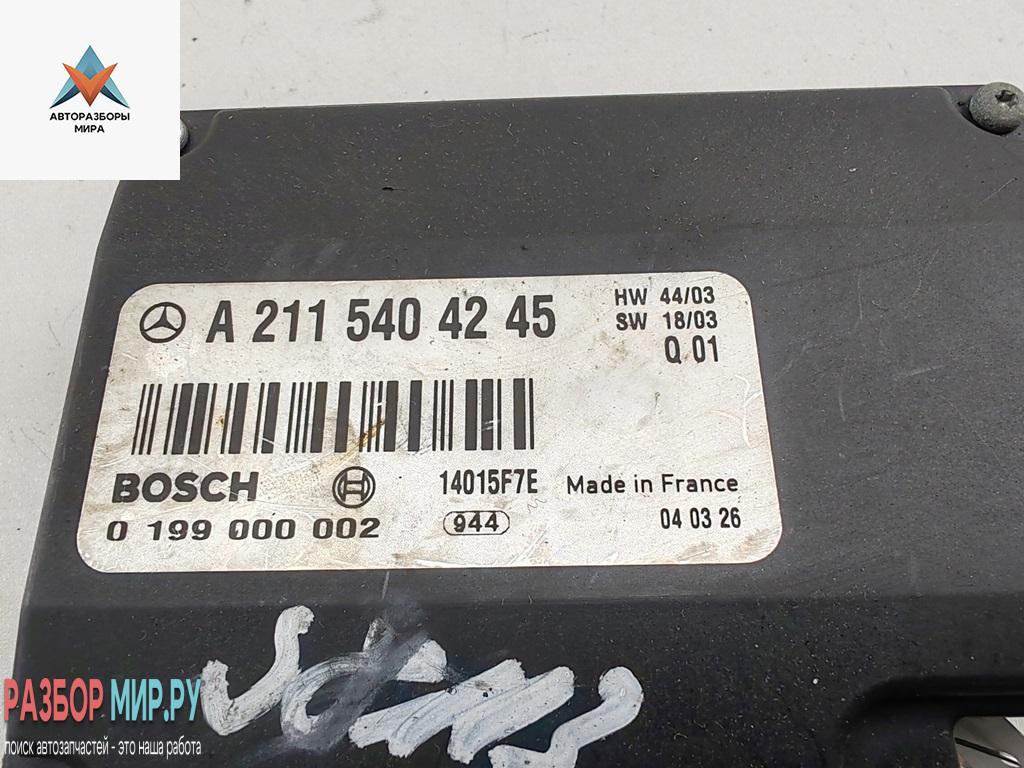 АВТОРАЗБОРЫ
МИРА
A 211 540 42 45
HW 44/03
SW 18/03
Q 01
BOSCH
14015F7E
Made in France
0 199 000 002
944
04 03 26
РАЗБОР МИР.РУ
поиск автозапчастей - это наша работа